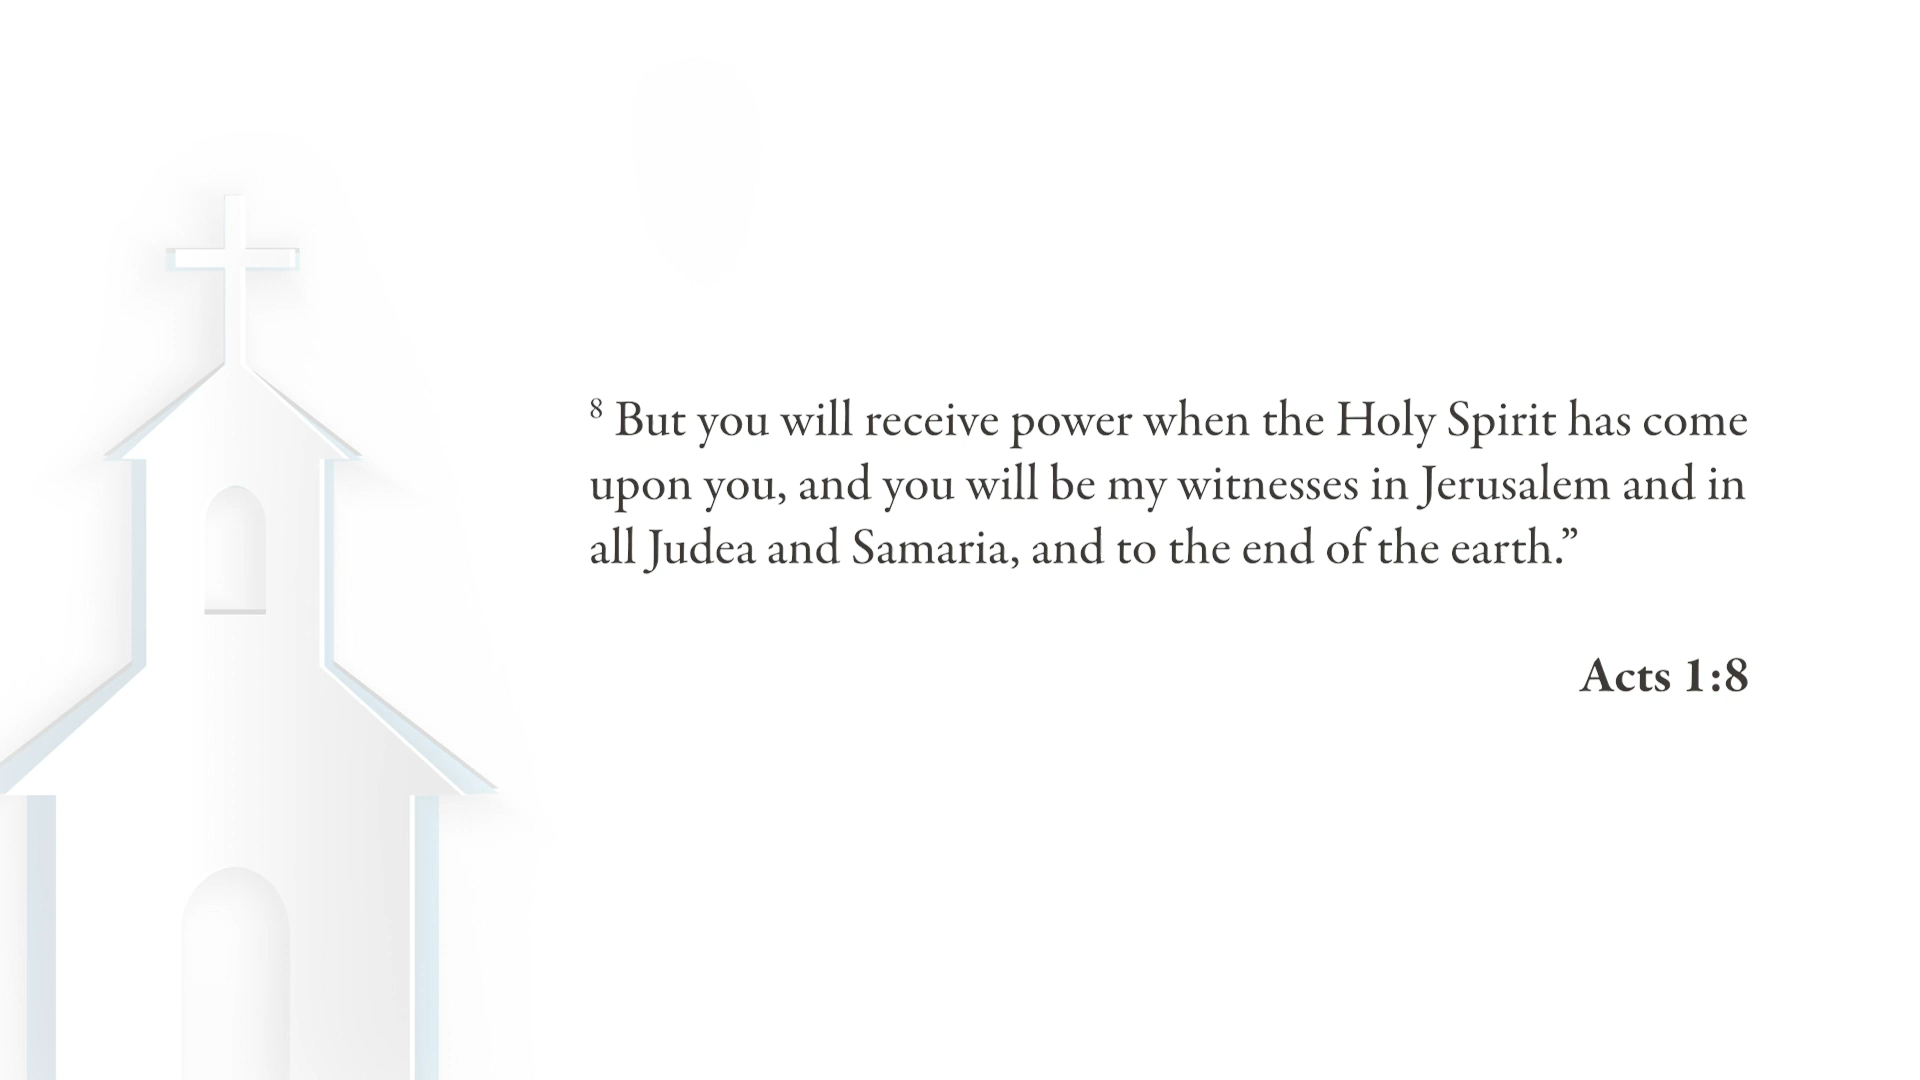 ⁸ But you will receive power when the Holy Spirit has come
upon you, and you will be my witnesses in Jerusalem and in
all Judea and Samaria, and to the end of the earth.”
Acts 1:8